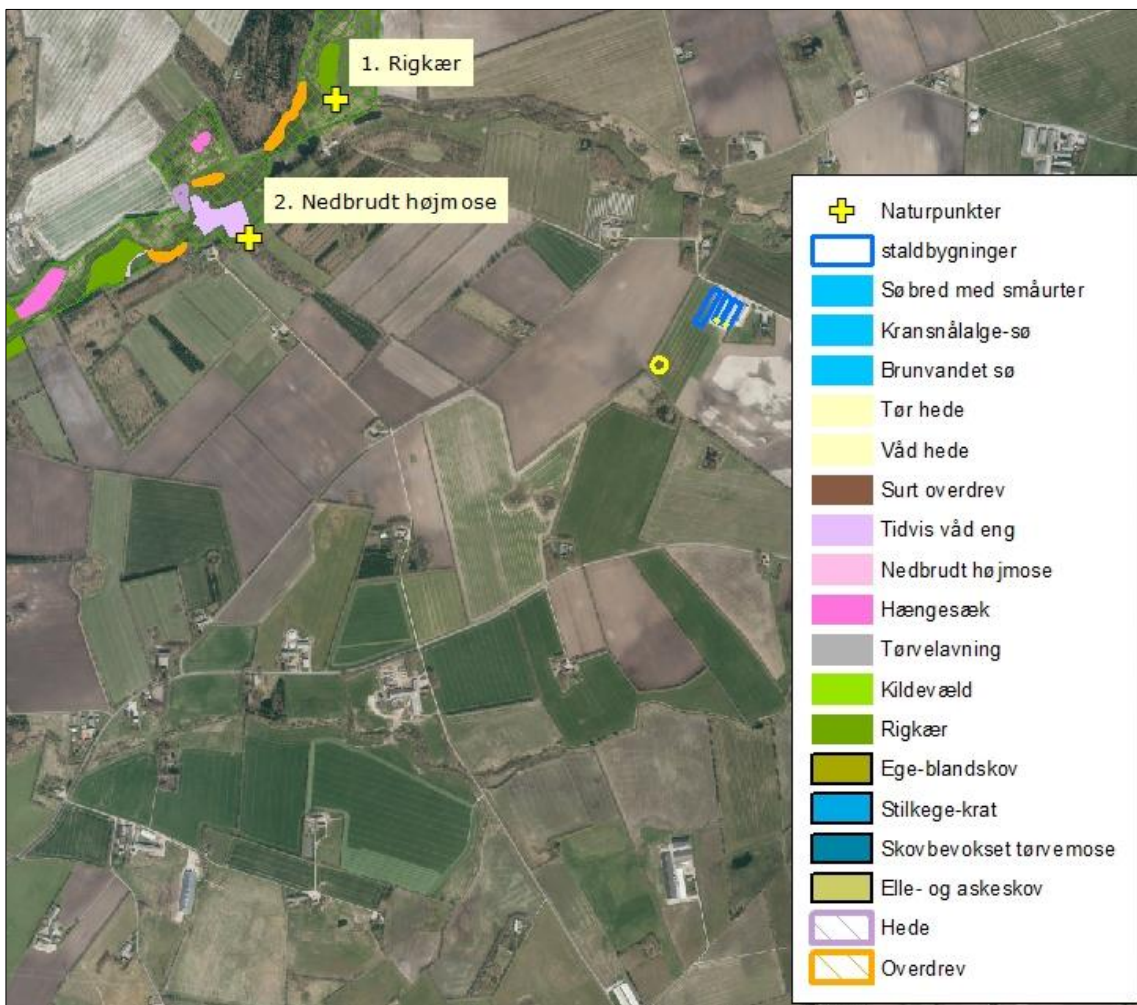 1. Rigkær
2. Nedbrudt højmose
Naturpunkter
staldbygninger
Søbred med småurter
Kransnålalge-sø
Brunvandet sø
Tør hede
Våd hede
Surt overdrev
Tidvis våd eng
Nedbrudt højmose
Hængesæk
Tørvelavning
Kildevæld
Rigkær
Ege-blandskov
Stilkege-krat
Skovbevokset tørvemose
Elle- og askeskov
Hede
Overdrev